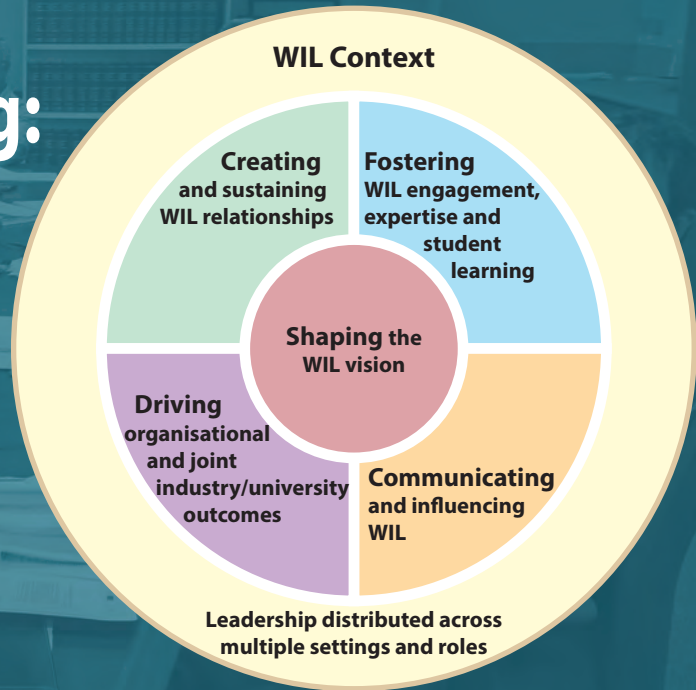 g:
WIL Context
Creating
and sustaining
WIL relationships
Fostering
WIL engagement,
expertise and
student
learning
Shaping the
WIL vision
Driving
organisational
and joint
industry/university
outcomes
Communicating
and influencing
WIL
Leadership distributed across
multiple settings and roles